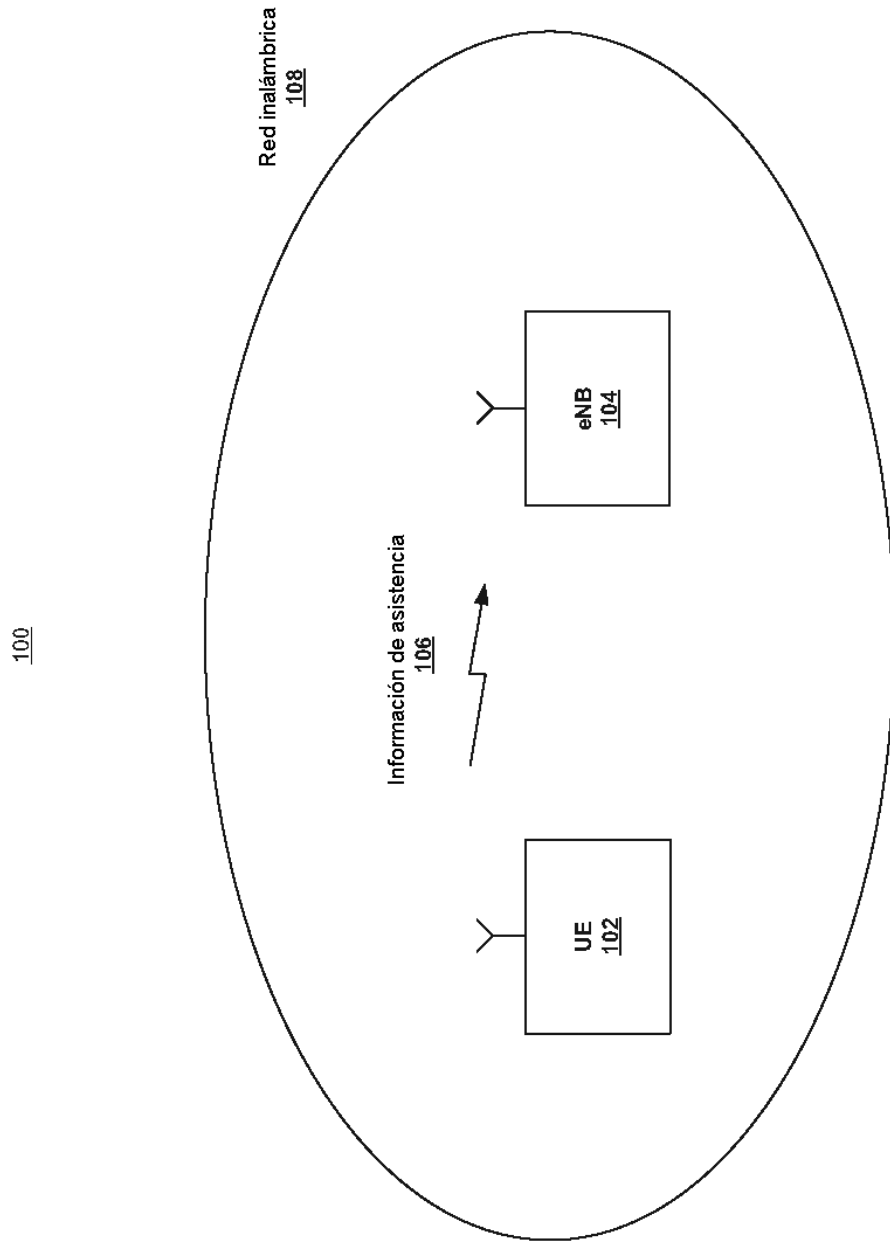 100
Red inalámbrica
108
Información de asistencia
106
UE
102
eNB
104